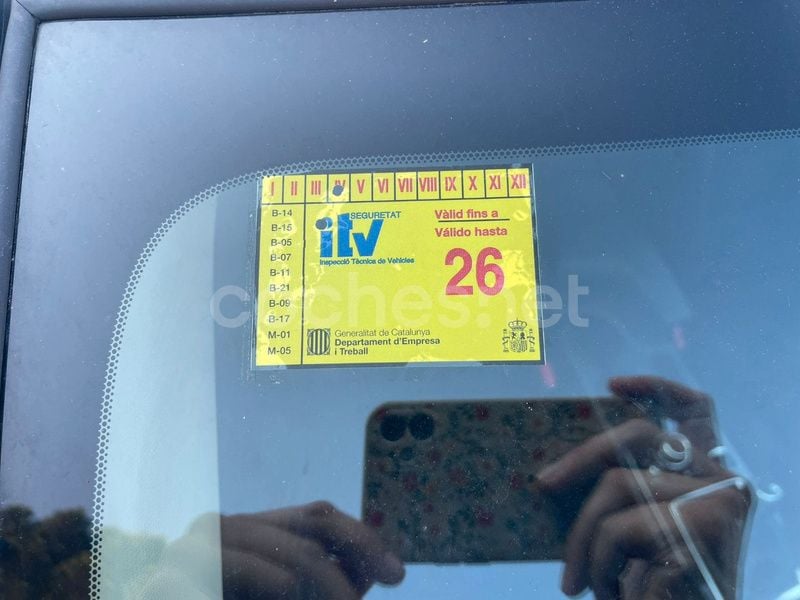 I II III IV V VI VII VIII IX X XI XII
B-14
B-15
B-05
B-07
B-11
B-21
B-09
B-17
M-01
M-05
SEGURETAT
itv
Inspecció Tècnica de Vehicles
Vàlid fins a
Válido hasta
26
Generalitat de Catalunya
Departament d'Empresa
i Treball
coches.net